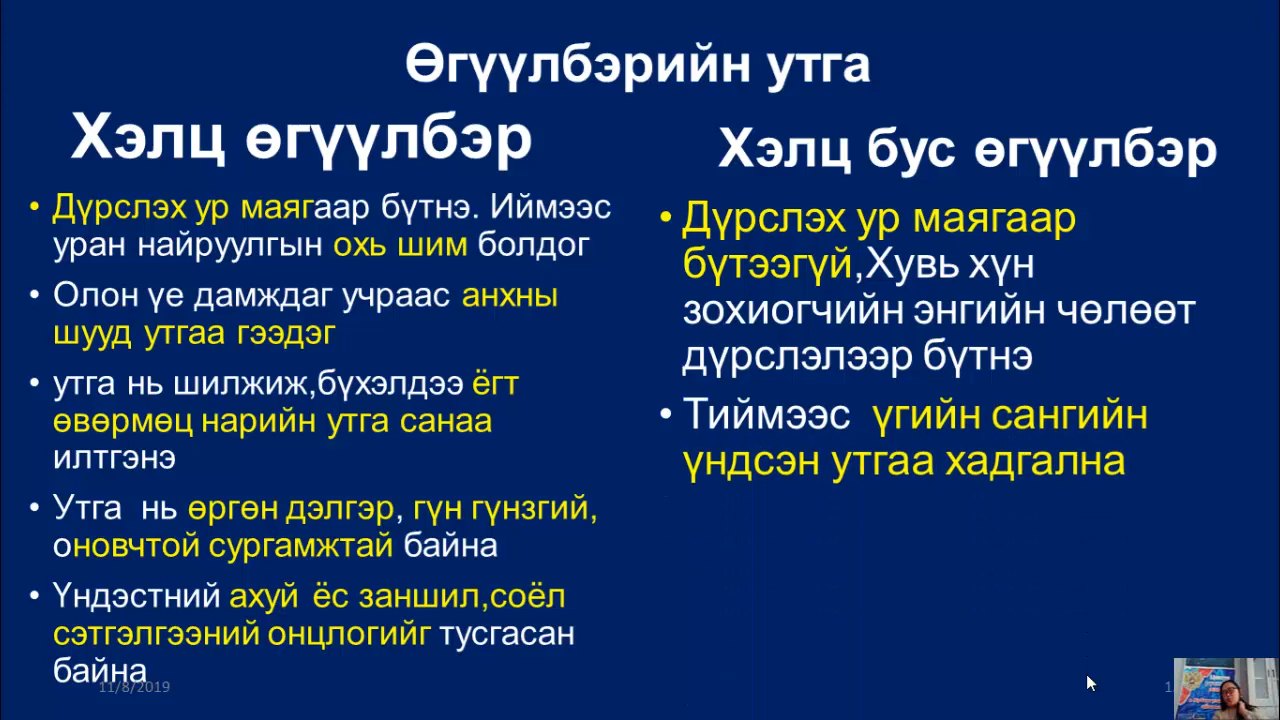 Өгүүлбэрийн утга
Хэлц өгүүлбэр
• Дүрслэх ур маягаар бүтнэ. Иймээс
уран найруулгын охь шим болдог
• Олон үе дамждаг учраас анхны
шууд утгаа гээдэг
• утга нь шилжиж,бүхэлдээ ёгт
өвөрмөц нарийн утга санаа
илтгэнэ
• Утга нь өргөн дэлгэр, гүн гүнзгий,
оновчтой сургамжтай байна
• Үндэстний ахуй ёс заншил,соёл
сэтгэлгээний онцлогийг тусгасан
байна
Хэлц бус өгүүлбэр
• Дүрслэх ур маягаар
бүтээгүй,Хувь хүн
зохиогчийн энгийн чөлөөт
дүрслэлээр бүтнэ
• Тиймээс үгийн сангийн
үндсэн утгаа хадгална
11/8/2019